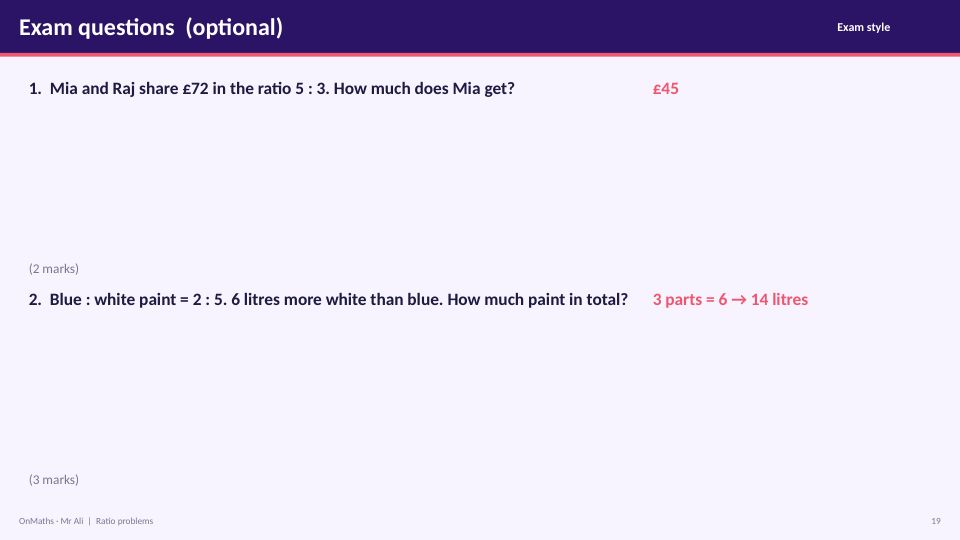 Exam questions (optional)
Exam style
1. Mia and Raj share £72 in the ratio 5 : 3. How much does Mia get?
£45
(2 marks)
2. Blue : white paint = 2 : 5. 6 litres more white than blue. How much paint in total?
3 parts = 6 → 14 litres
(3 marks)
OnMaths - Mr Ali | Ratio problems
19